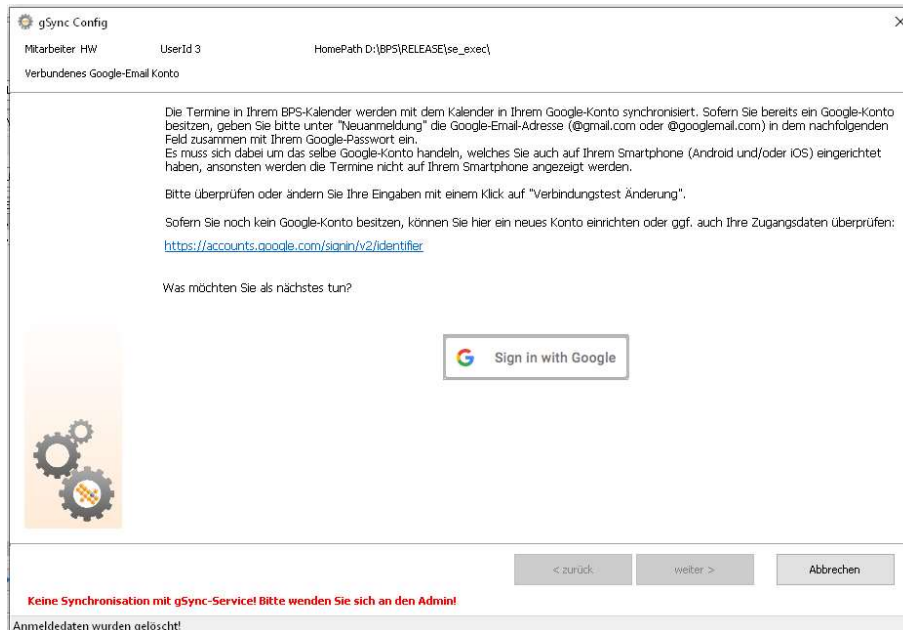 gSync Config
Mitarbeiter HW UserId 3 HomePath D:\BPS\RELEASE\se_exec\
Verbundenes Google-Email Konto
Die Termine in Ihrem BPS-Kalender werden mit dem Kalender in Ihrem Google-Konto synchronisiert. Sofern Sie bereits ein Google-Konto
besitzen, geben Sie bitte unter "Neuanmeldung" die Google-Email-Adresse (@gmail.com oder @googlemail.com) in dem nachfolgenden
Feld zusammen mit Ihrem Google-Passwort ein.
Es muss sich dabei um das selbe Google-Konto handeln, welches Sie auch auf Ihrem Smartphone (Android und/oder iOS) eingerichtet
haben, ansonsten werden die Termine nicht auf Ihrem Smartphone angezeigt werden.
Bitte überprüfen oder ändern Sie Ihre Eingaben mit einem Klick auf "Verbindungstest Änderung".
Sofern Sie noch kein Google-Konto besitzen, können Sie hier ein neues Konto einrichten oder ggf. auch Ihre Zugangsdaten überprüfen:
https://accounts.google.com/signin/v2/identifier
Was möchten Sie als nächstes tun?
Sign in with Google
< zurück weiter > Abbrechen
Keine Synchronisation mit gSync-Service! Bitte wenden Sie sich an den Admin!
Anmeldedaten wurden gelöscht!